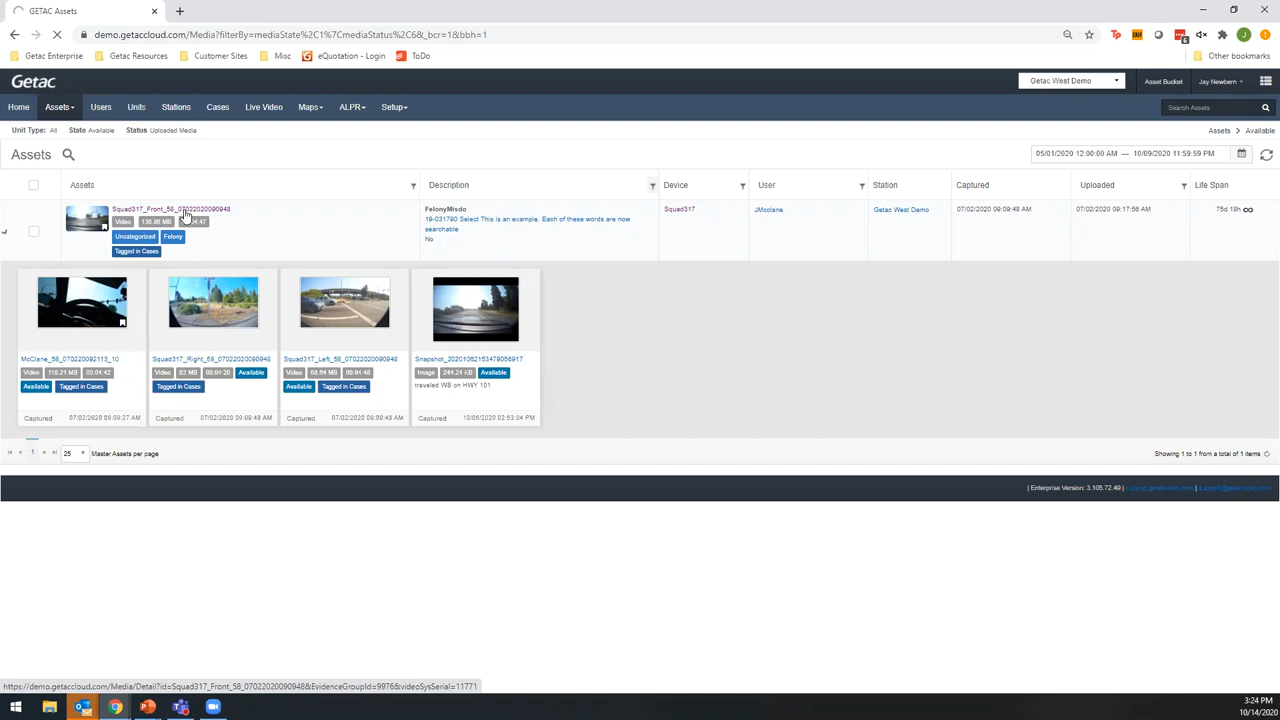 GETAC Assets
demo.getaccloud.com/Media?filterBy=mediaState%2C1%7CmediaStatus%2C6&_bcr=1&bbh=1
Getac Enterprise Getac Resources Customer Sites Misc eQuotation - Login ToDo Other bookmarks
Getac Getac West Demo Asset Bucket Jay Newbern
Home Assets Users Units Stations Cases Live Video Maps ALPR Setup Search Assets
Unit Type: All State Available Status Uploaded Media Assets > Available
Assets 05/01/2020 12:00:00 AM — 10/09/2020 11:59:59 PM
Assets Description Device User Station Captured Uploaded Life Span
Squad317_Front_58_07022020090948 FelonyMisdo Squad317 JMcclane Getac West Demo 07/02/2020 09:09:48 AM 07/02/2020 09:17:56 AM 75d 18h
Video 136.96 MB 19-031790 Select This is an example. Each of these words are now
searchable
Uncategorized Felony No
Tagged in Cases
McClane_58_070220092113_10 Squad317_Right_58_07022020090948 Squad317_Left_58_07022020090948
Video 119.21 MB 00:04:42 Video 62 MB 00:04:28 Available Video 68.64 MB 00:04:48 Image 244.24 KB Available
Available Tagged in Cases Tagged in Cases Available Tagged in Cases traveled WB on HWY 101
Captured 07/02/2020 09:09:27 AM Captured 07/02/2020 09:09:48 AM Captured 07/02/2020 09:09:48 AM Captured 10/06/2020 02:53:04 PM
1 25 Master Assets per page Showing 1 to 1 from a total of 1 items
| Enterprise Version: 3.105.72.49 |
https://demo.getaccloud.com/Media/Detail?id=Squad317_Front_58_07022020090948&EvidenceGroupId=9976&videoSysSerial=11771
3:24 PM
10/14/2020